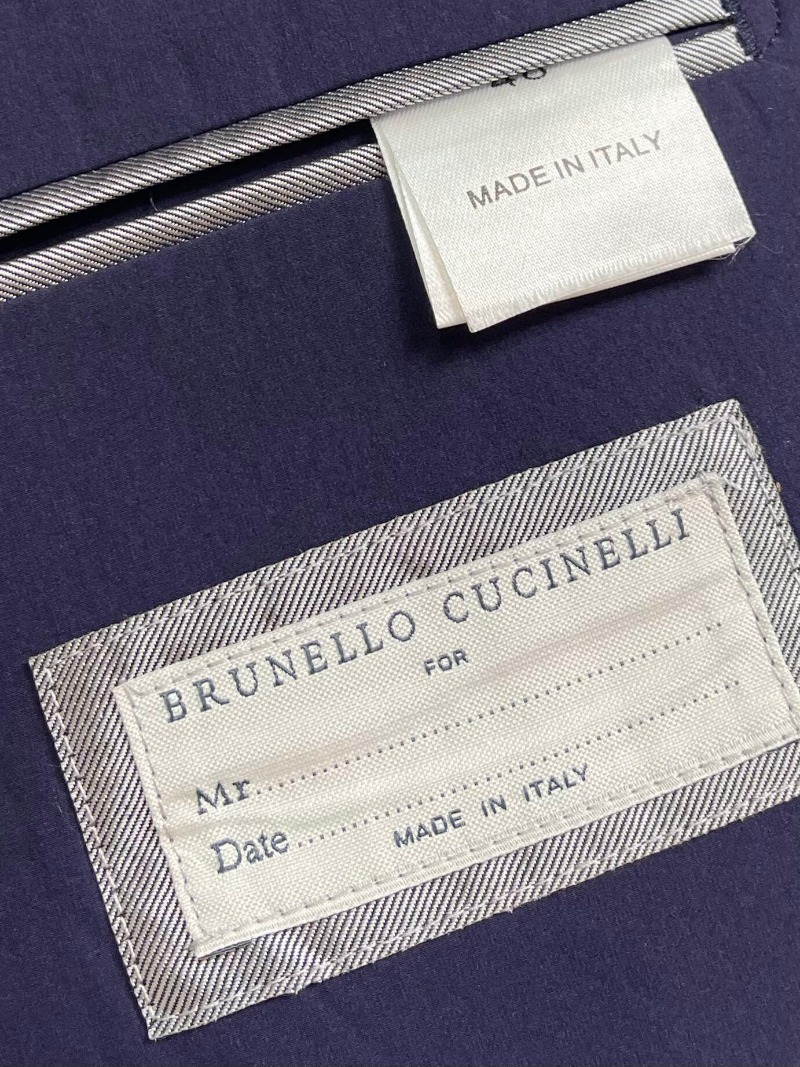 MADE IN ITALY
BRUNELLO CUCINELLI
FOR
Mr
Date
MADE IN ITALY